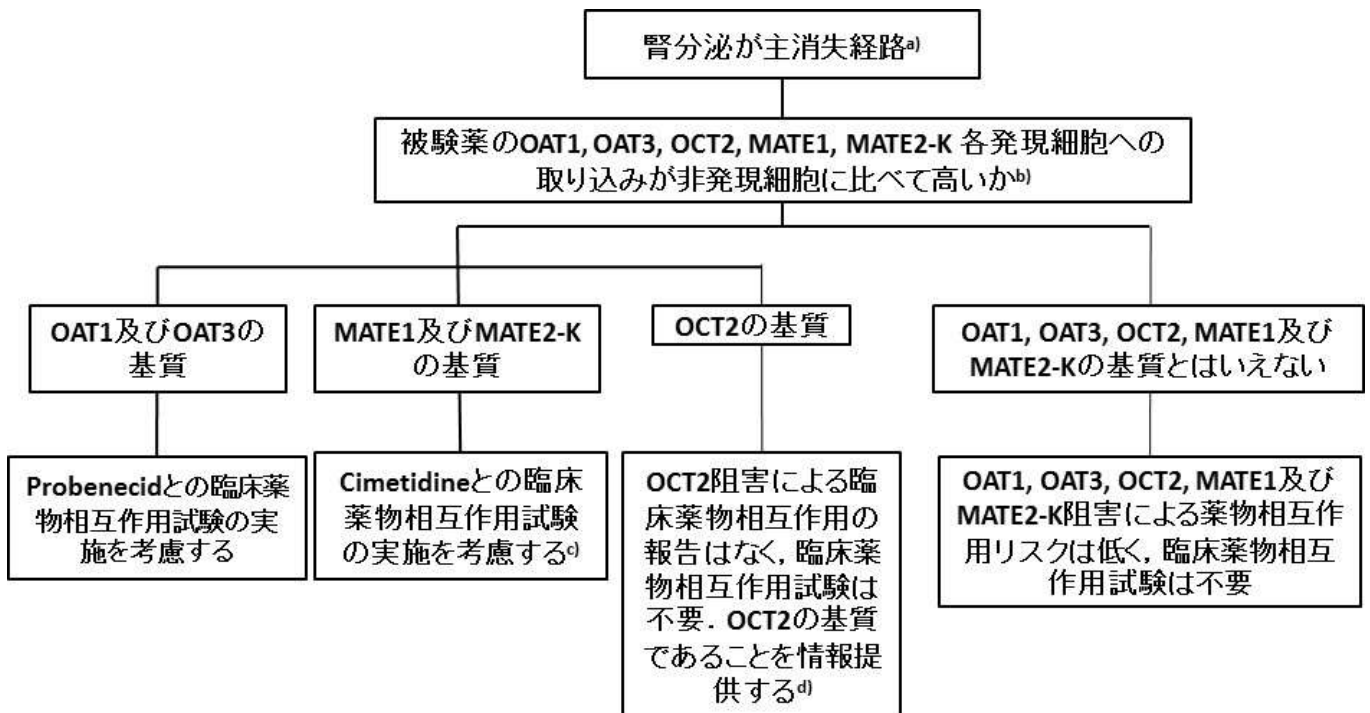 腎分泌が主消失経路a)
被験薬のOAT1, OAT3, OCT2, MATE1, MATE2-K 各発現細胞への
取り込みが非発現細胞に比べて高いかb)
OAT1及びOAT3の
基質
MATE1及びMATE2-K
の基質
OCT2の基質
OAT1, OAT3, OCT2, MATE1及び
MATE2-Kの基質とはいえない
Probenecidとの臨床薬
物相互作用試験の実
施を考慮する
Cimetidineとの臨床
薬物相互作用試験
の実施を考慮するc)
OCT2阻害による臨
床薬物相互作用の
報告はなく，臨床薬
物相互作用試験は
不要．OCT2の基質
であることを情報提
供するd)
OAT1, OAT3, OCT2, MATE1及び
MATE2-K阻害による薬物相互作
用リスクは低く，臨床薬物相互
作用試験は不要